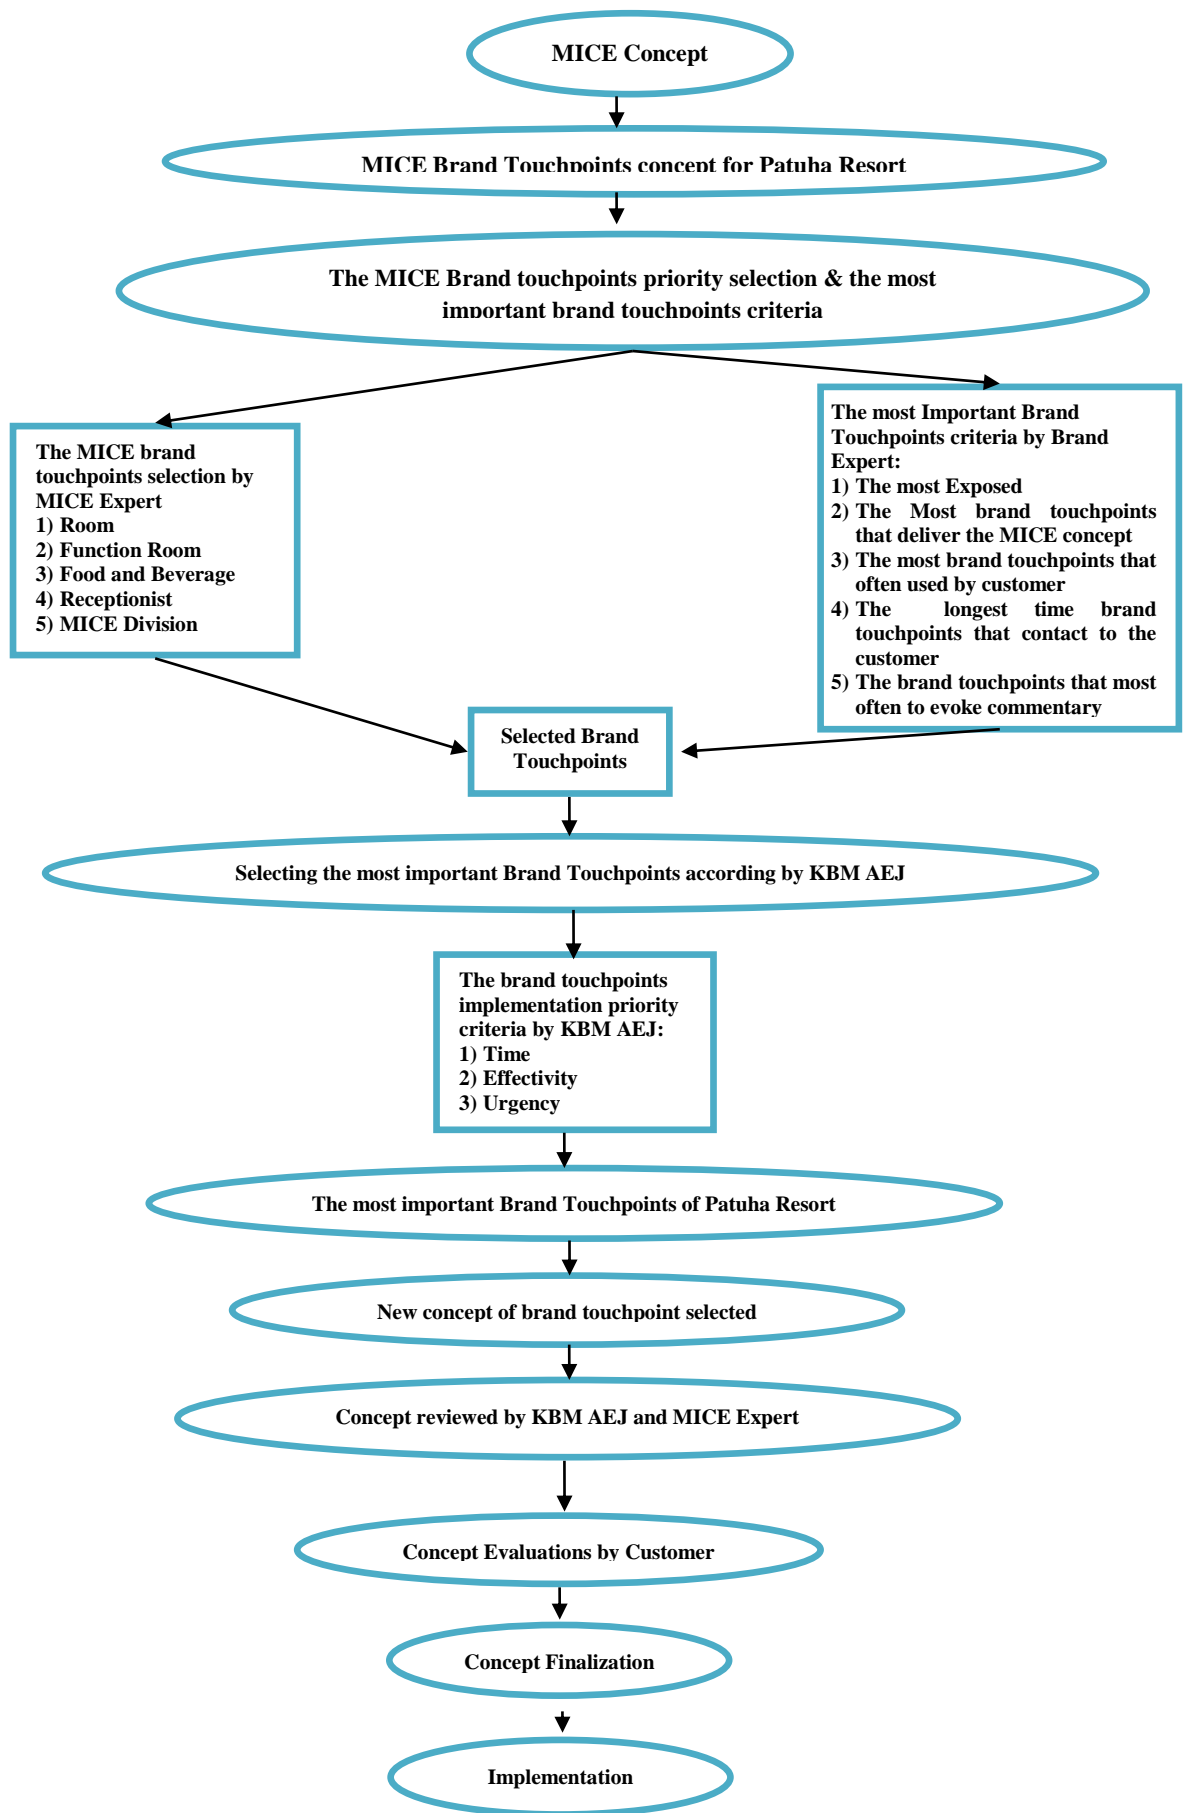 MICE Concept
MICE Brand Touchpoints concept for Patuha Resort
The MICE Brand touchpoints priority selection & the most
important brand touchpoints criteria
The MICE brand
touchpoints selection by
MICE Expert
1) Room
2) Function Room
3) Food and Beverage
4) Receptionist
5) MICE Division
The most Important Brand
Touchpoints criteria by Brand
Expert:
1) The most Exposed
2) The Most brand touchpoints
that deliver the MICE concept
3) The most brand touchpoints that
often used by customer
4) The longest time brand
touchpoints that contact to the
customer
5) The brand touchpoints that most
often to evoke commentary
Selected Brand
Touchpoints
Selecting the most important Brand Touchpoints according by KBM AEJ
The brand touchpoints
implementation priority
criteria by KBM AEJ:
1) Time
2) Effectivity
3) Urgency
The most important Brand Touchpoints of Patuha Resort
New concept of brand touchpoint selected
Concept reviewed by KBM AEJ and MICE Expert
Concept Evaluations by Customer
Concept Finalization
Implementation